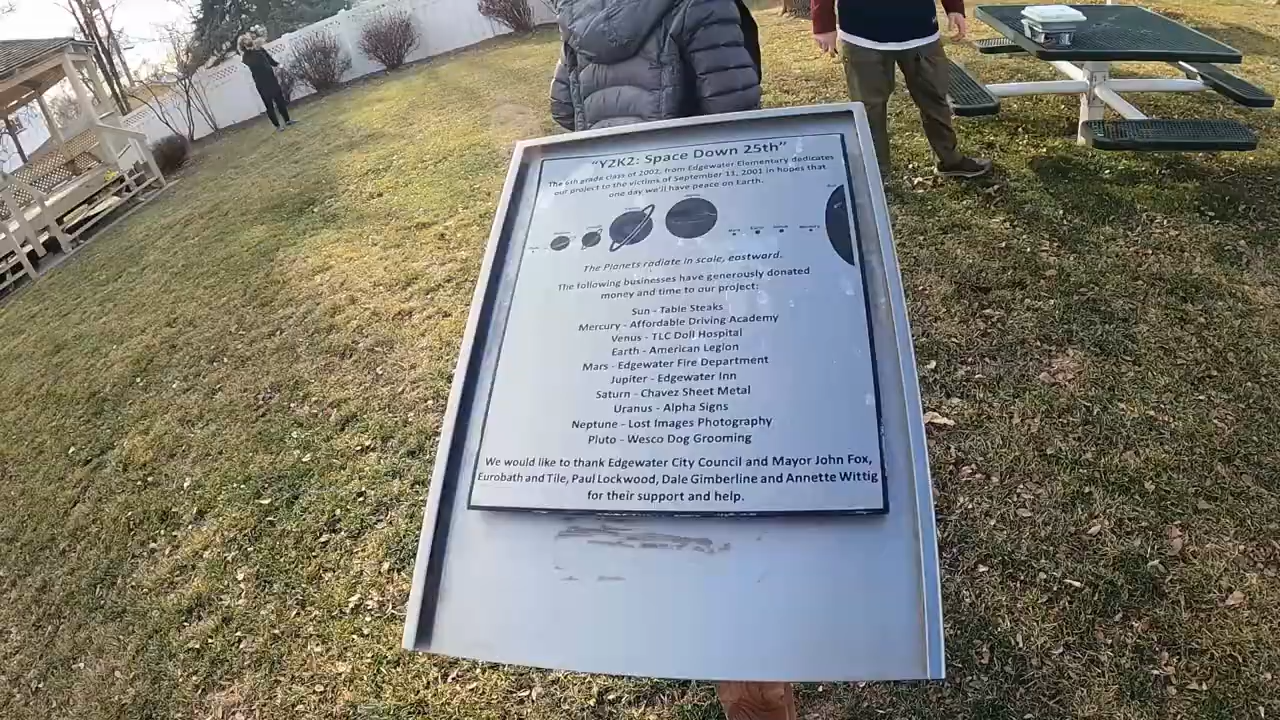 "Y2K2: Space Down 25th"
The 6th grade class of 2002, from Edgewater Elementary dedicates
our project to the victims of September 11, 2001 in hopes that
one day we'll have peace on Earth.
The Planets radiate in scale, eastward.
The following businesses have generously donated
money and time to our project:
Sun - Table Steaks
Mercury - Affordable Driving Academy
Venus - TLC Doll Hospital
Earth - American Legion
Mars - Edgewater Fire Department
Jupiter - Edgewater Inn
Saturn - Chavez Sheet Metal
Uranus - Alpha Signs
Neptune - Lost Images Photography
Pluto - Wesco Dog Grooming
We would like to thank Edgewater City Council and Mayor John Fox,
Eurobath and Tile, Paul Lockwood, Dale Gimberline and Annette Wittig
for their support and help.